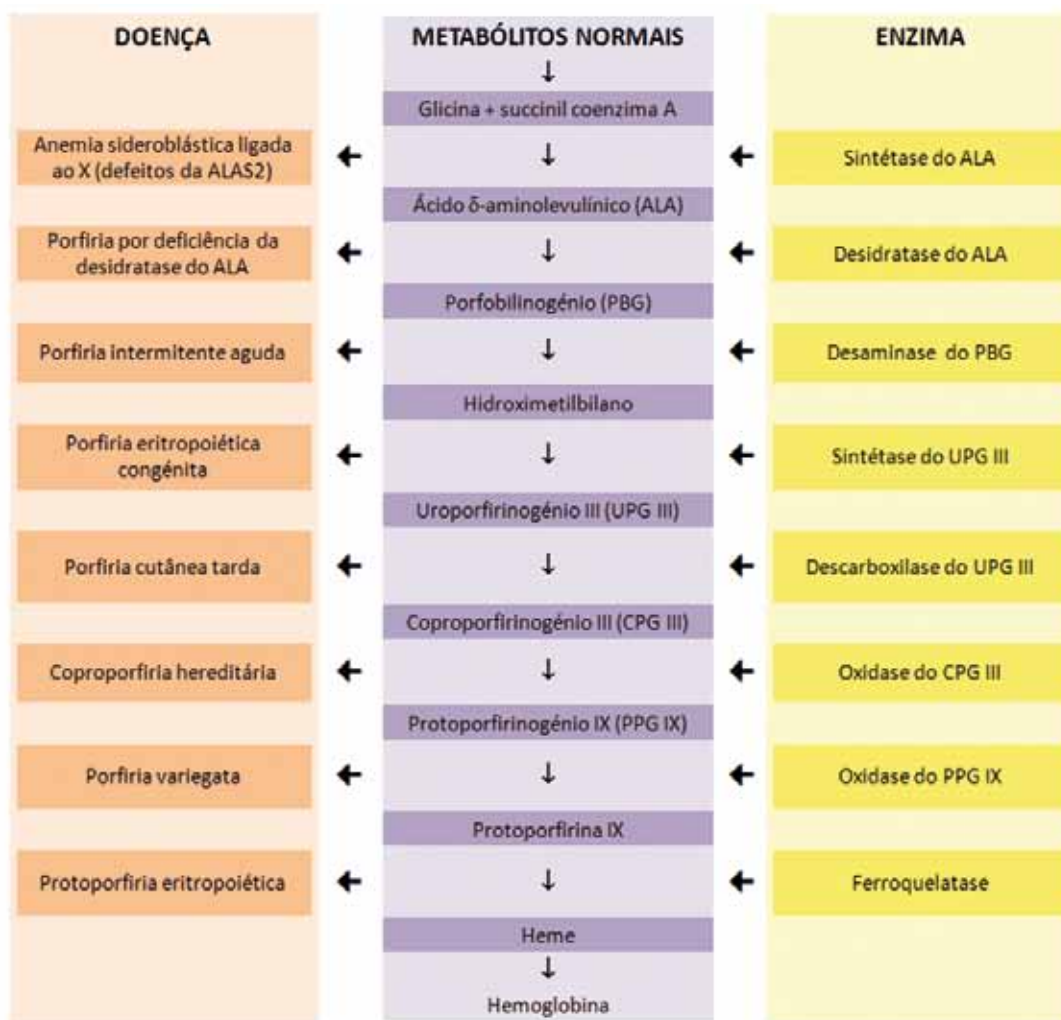 DOENÇA
METABÓLITOS NORMAIS
ENZIMA
↓
Glicina + succinil coenzima A
Anemia sideroblástica ligada
ao X (defeitos da ALAS2)
←
↓
←
Sintétase do ALA
Ácido δ-aminolevulínico (ALA)
Porfiria por deficiência da
desidratase do ALA
←
↓
←
Desidratase do ALA
Porfobilinogénio (PBG)
Porfiria intermitente aguda
←
↓
←
Desaminase do PBG
Hidroximetilbilano
Porfiria eritropoiética
congénita
←
↓
←
Sintétase do UPG III
Uroporfirinogénio III (UPG III)
Porfiria cutânea tarda
←
↓
←
Descarboxilase do UPG III
Coproporfirinogénio III (CPG III)
Coproporfiria hereditária
←
↓
←
Oxidase do CPG III
Protoporfirinogénio IX (PPG IX)
Porfiria variegata
←
↓
←
Oxidase do PPG IX
Protoporfirina IX
Protoporfiria eritropoiética
←
↓
←
Ferroquelatase
Heme
↓
Hemoglobina